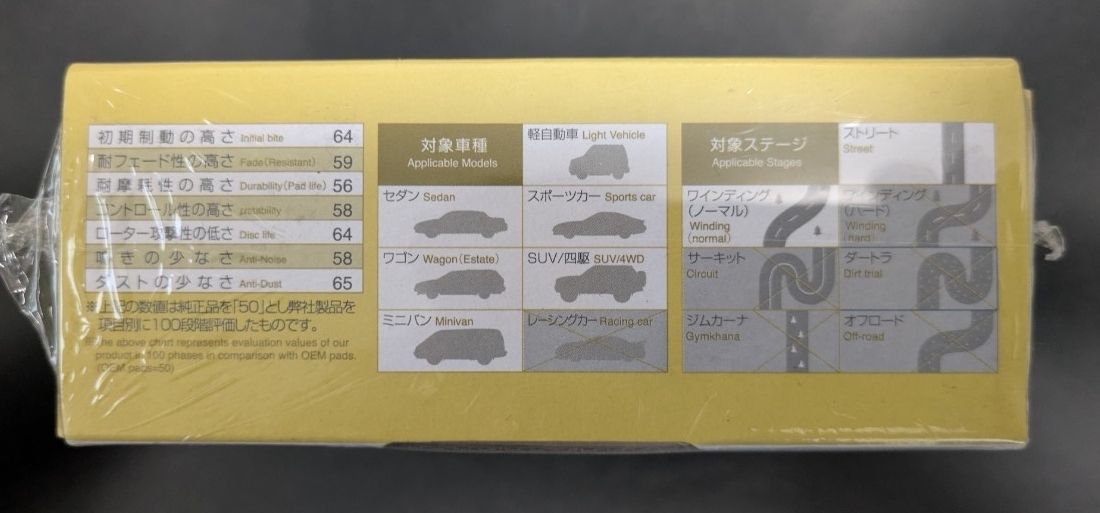 初期制動の高さ Initial bite 64
耐フェード性の高さ Fade(Resistant) 59
耐摩耗性の高さ Durability(Pad life) 56
コントロール性の高さ 58
ローター攻撃性の低さ Disc life 64
鳴きの少なさ Anti-Noise 58
ダストの少なさ Anti-Dust 65
※上記の数値は純正品を「50」とし弊社製品を
項目別に100段階評価したものです。
※The above chart represents evaluation values of our
product in 100 phases in comparison with OEM pads.
(OEM pads=50)
対象車種
Applicable Models
軽自動車 Light Vehicle
セダン Sedan
スポーツカー Sports car
ワゴン Wagon(Estate)
SUV/四駆 SUV/4WD
ミニバン Minivan
レーシングカー Racing car
対象ステージ
Applicable Stages
ストリート
Street
ワインディング
(ノーマル)
Winding
(normal)
ワインディング
(ハード)
Winding
(hard)
サーキット
Circuit
ダートラ
Dirt trial
ジムカーナ
Gymkhana
オフロード
Off-road